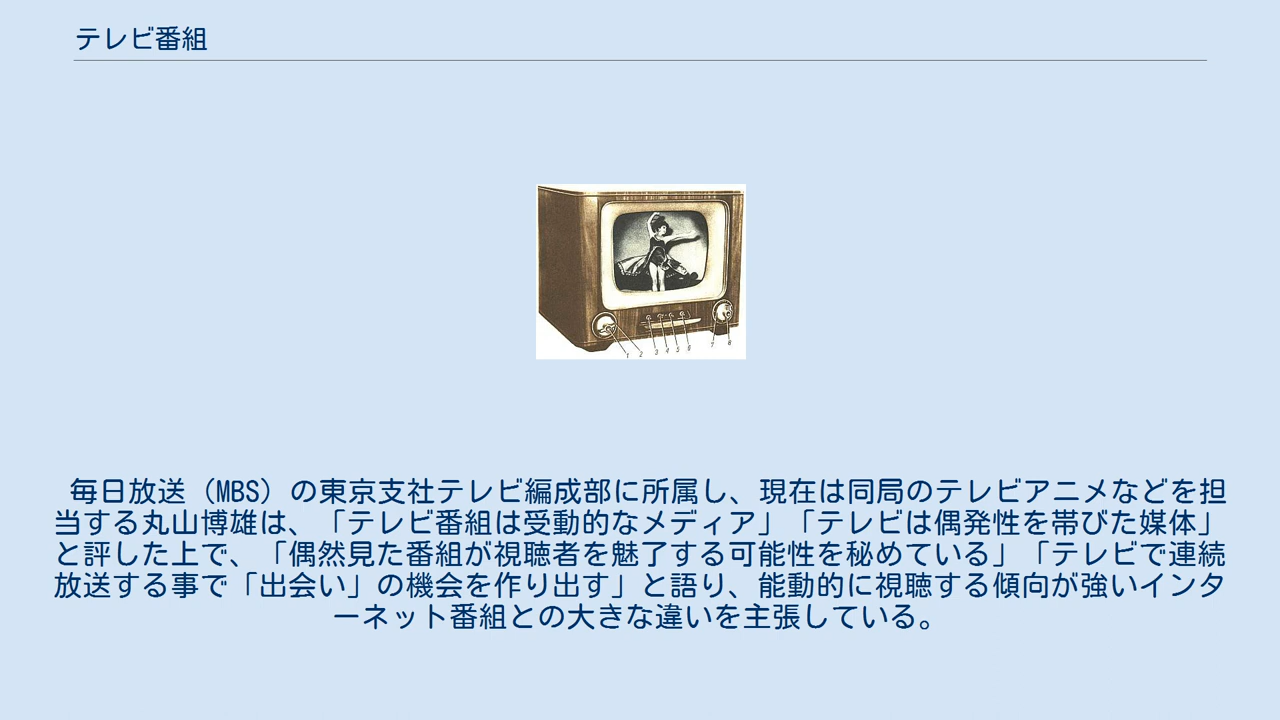 テレビ番組
1 2 3 4 5 6 7 8
毎日放送（MBS）の東京支社テレビ編成部に所属し、現在は同局のテレビアニメなどを担
当する丸山博雄は、「テレビ番組は受動的なメディア」「テレビは偶発性を帯びた媒体」
と評した上で、「偶然見た番組が視聴者を魅了する可能性を秘めている」「テレビで連続
放送する事で「出会い」の機会を作り出す」と語り、能動的に視聴する傾向が強いインタ
ーネット番組との大きな違いを主張している。